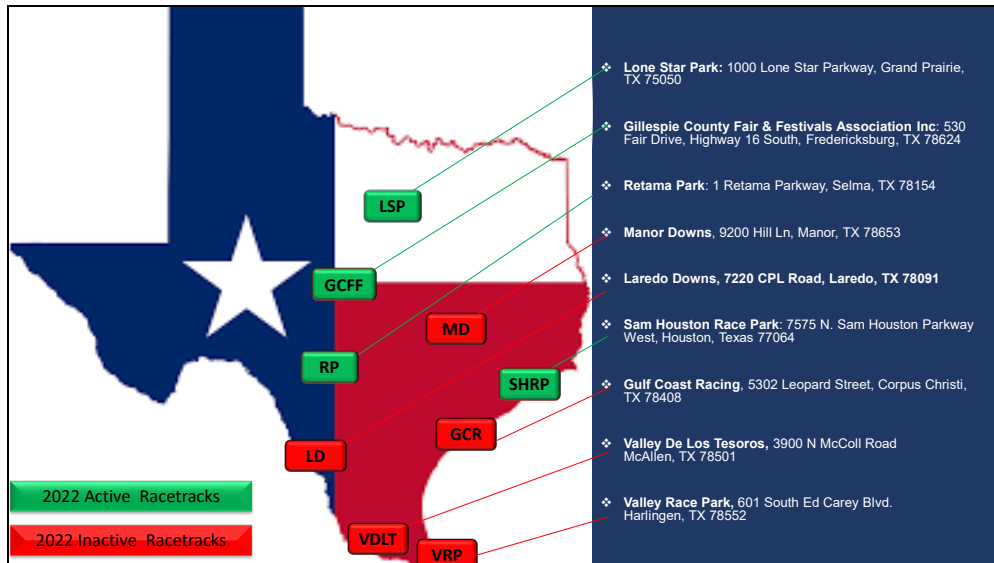 ❖ Lone Star Park: 1000 Lone Star Parkway, Grand Prairie,
TX 75050
❖ Gillespie County Fair & Festivals Association Inc: 530
Fair Drive, Highway 16 South, Fredericksburg, TX 78624
❖ Retama Park: 1 Retama Parkway, Selma, TX 78154
❖ Manor Downs, 9200 Hill Ln, Manor, TX 78653
❖ Laredo Downs, 7220 CPL Road, Laredo, TX 78091
❖ Sam Houston Race Park: 7575 N. Sam Houston Parkway
West, Houston, Texas 77064
❖ Gulf Coast Racing, 5302 Leopard Street, Corpus Christi,
TX 78408
❖ Valley De Los Tesoros, 3900 N McColl Road
McAllen, TX 78501
❖ Valley Race Park, 601 South Ed Carey Blvd.
Harlingen, TX 78552
LSP
GCFF
MD
RP
SHRP
GCR
LD
VDLT
VRP
2022 Active Racetracks
2022 Inactive Racetracks